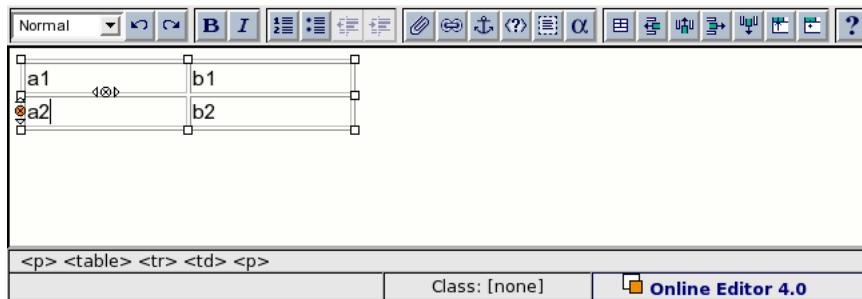 Normal B I <?> α ?
a1 b1
a2 b2
<p> <table> <tr> <td> <p>
Class: [none] Online Editor 4.0